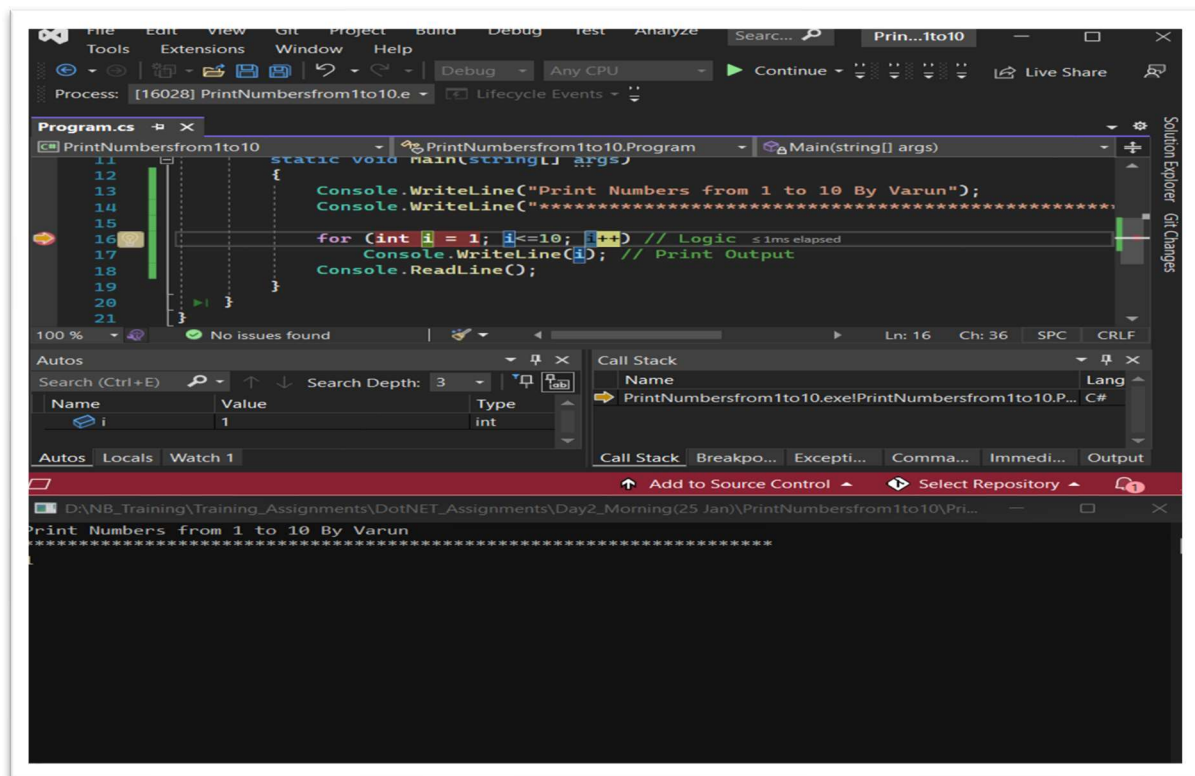 File Edit View Git Project Build Debug Test Analyze Searc... Prin...1to10
Tools Extensions Window Help
Debug Any CPU Continue Live Share
Process: [16028] PrintNumbersfrom1to10.e Lifecycle Events
Program.cs
C# PrintNumbersfrom1to10 PrintNumbersfrom1to10.Program Main(string[] args)
11 static void Main(string[] args)
12 {
13 Console.WriteLine("Print Numbers from 1 to 10 By Varun");
14 Console.WriteLine("**************************************************
15
16 for (int i = 1; i<=10; i++) // Logic ≤ 1ms elapsed
17 Console.WriteLine(i); // Print Output
18 Console.ReadLine();
19 }
20 }
21 }
Solution Explorer
Git Changes
100 % No issues found Ln: 16 Ch: 36 SPC CRLF
Autos
Search (Ctrl+E) Search Depth: 3
Name Value Type
i 1 int
Autos Locals Watch 1
Call Stack
Name Lang
PrintNumbersfrom1to10.exe!PrintNumbersfrom1to10.P... C#
Call Stack Breakpo... Excepti... Comma... Immedi... Output
Add to Source Control Select Repository 1
D:\NB_Training\Training_Assignments\DotNET_Assignments\Day2_Morning(25 Jan)\PrintNumbersfrom1to10\Pri...
Print Numbers from 1 to 10 By Varun
************************************************************************
1